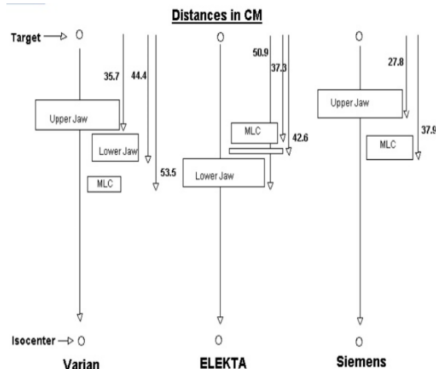 Distances in CM
Target
50.9
35.7 44.4
37.3
27.8
Upper Jaw
Upper Jaw
MLC
37.9
42.6
Lower Jaw
MLC
Lower Jaw
MLC
53.5
Isocenter
Varian ELEKTA Siemens